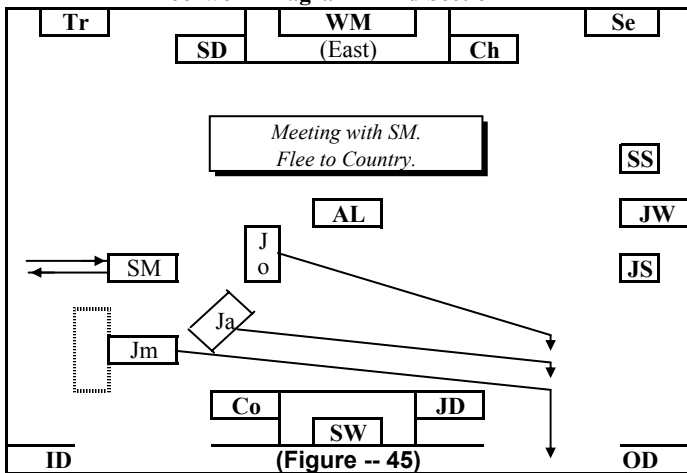 Tr WM Se
SD (East) Ch
Meeting with SM.
Flee to Country.
SS
AL JW
J
o
SM JS
Ja
Jm
Co JD
SW
ID (Figure -- 45) OD